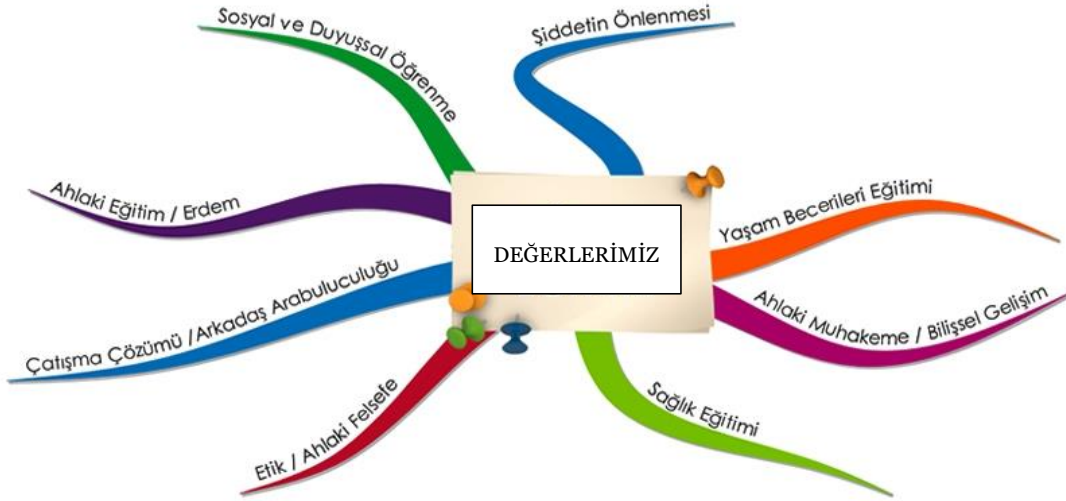 Sosyal ve Duyuşsal Öğrenme
Şiddetin Önlenmesi
Ahlaki Eğitim / Erdem
Yaşam Becerileri Eğitimi
DEĞERLERİMİZ
Çatışma Çözümü /Arkadaş Arabuluculuğu
Ahlaki Muhakeme / Bilişsel Gelişim
Etik / Ahlaki Felsefe
Sağlık Eğitimi